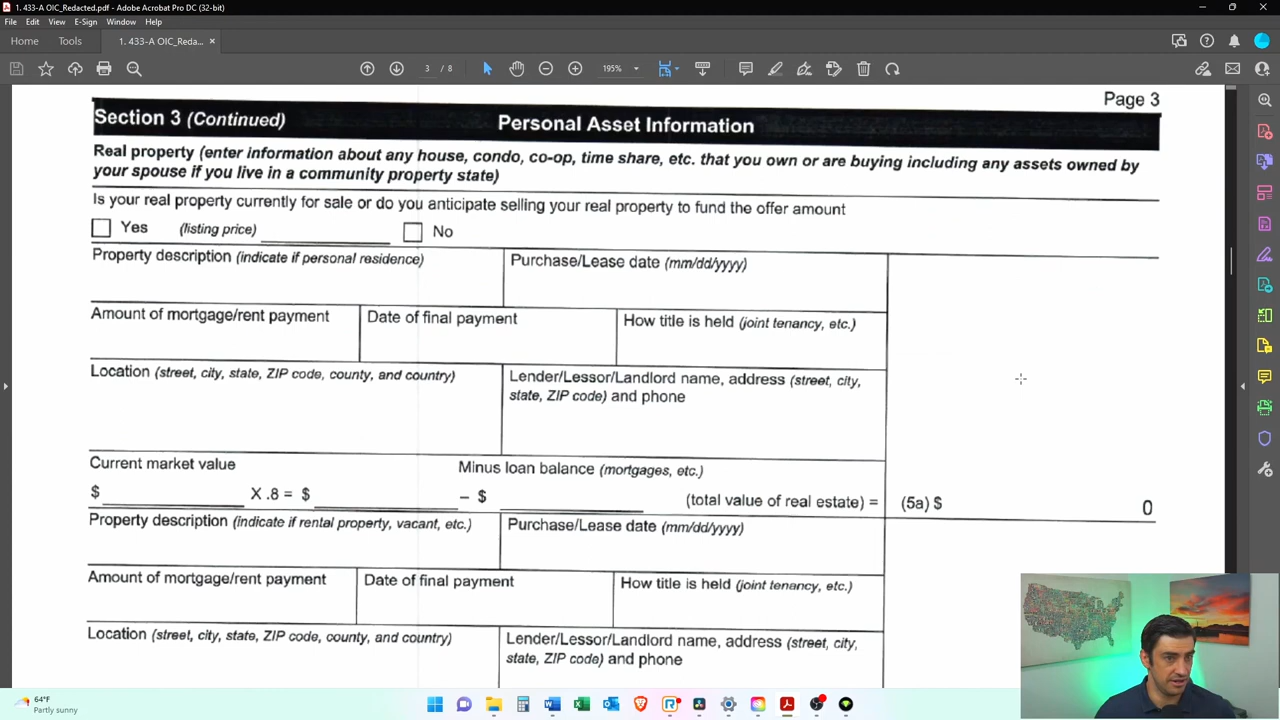 1. 433-A OIC_Redacted.pdf - Adobe Acrobat Pro DC (32-bit)
File Edit View E-Sign Window Help
Home Tools 1. 433-A OIC_Reda... ×
3 / 8 195%
Page 3
Section 3 (Continued) Personal Asset Information
Real property (enter information about any house, condo, co-op, time share, etc. that you own or are buying including any assets owned by
your spouse if you live in a community property state)
Is your real property currently for sale or do you anticipate selling your real property to fund the offer amount
Yes (listing price) No
Property description (indicate if personal residence) Purchase/Lease date (mm/dd/yyyy)
Amount of mortgage/rent payment Date of final payment How title is held (joint tenancy, etc.)
Location (street, city, state, ZIP code, county, and country) Lender/Lessor/Landlord name, address (street, city,
state, ZIP code) and phone
Current market value Minus loan balance (mortgages, etc.)
$ X .8 = $ – $ (total value of real estate) = (5a) $ 0
Property description (indicate if rental property, vacant, etc.) Purchase/Lease date (mm/dd/yyyy)
Amount of mortgage/rent payment Date of final payment How title is held (joint tenancy, etc.)
Location (street, city, state, ZIP code, county, and country) Lender/Lessor/Landlord name, address (street, city,
state, ZIP code) and phone
64°F
Partly sunny